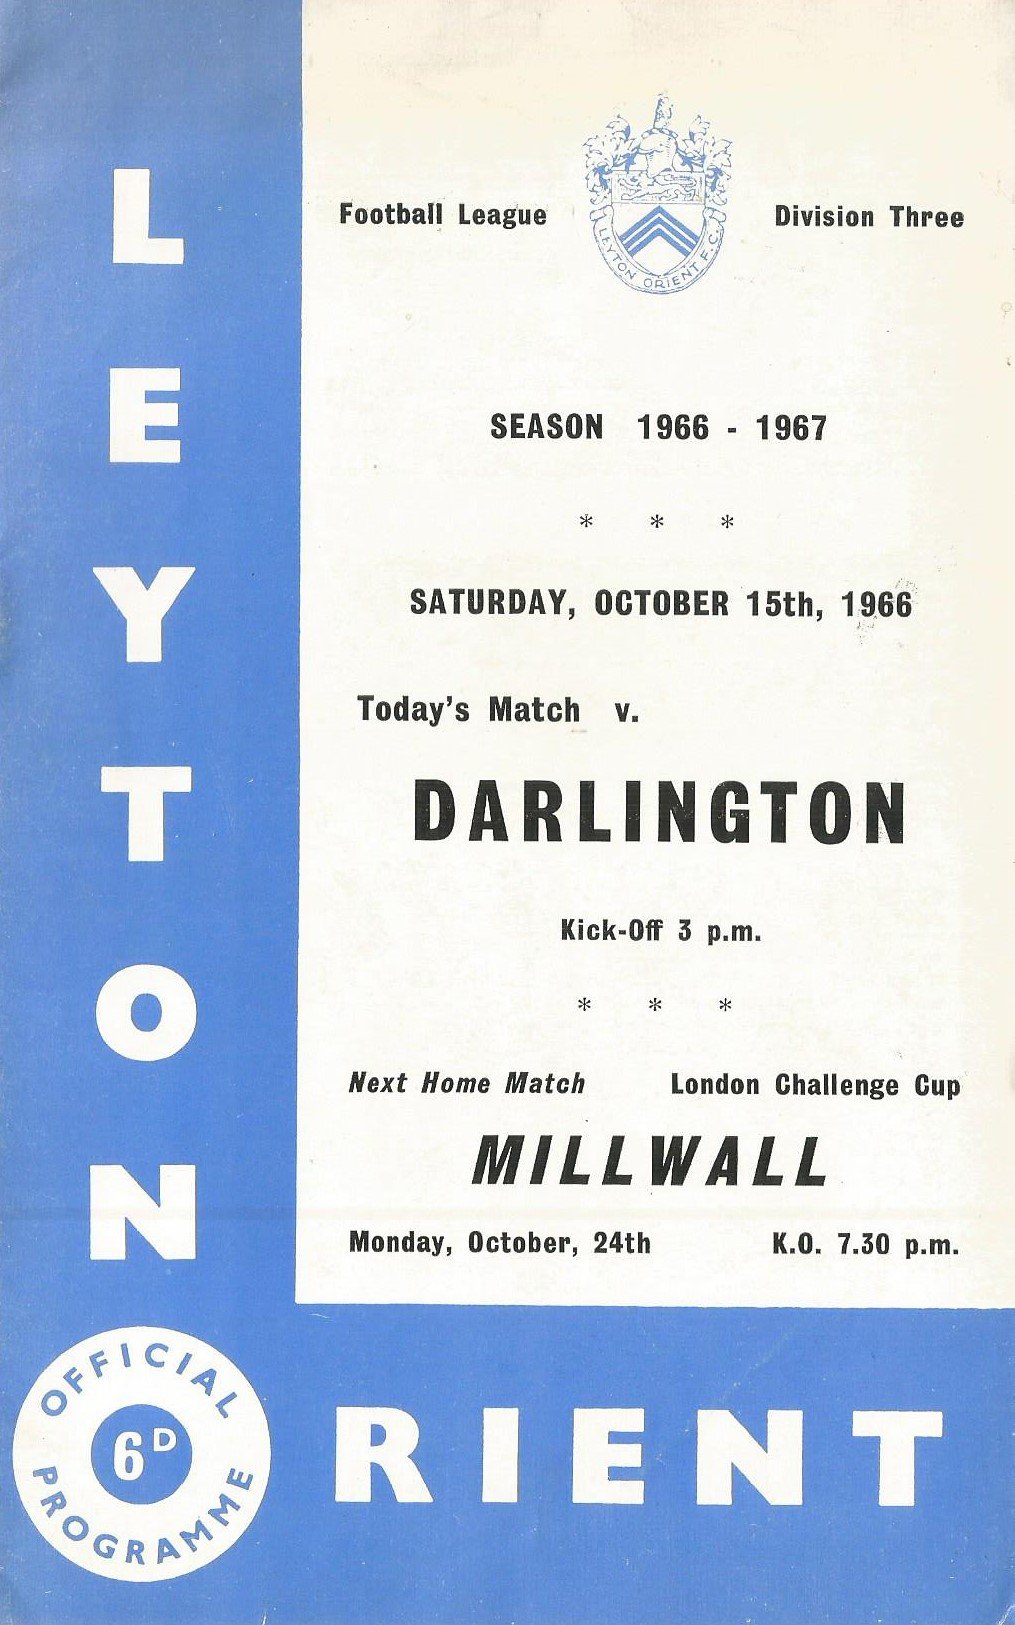 LEYTON
Football League
Division Three
LEYTON ORIENT F.C.
SEASON 1966 - 1967
* * *
SATURDAY, OCTOBER 15th, 1966
Today's Match v.
DARLINGTON
Kick-Off 3 p.m.
* * *
Next Home Match London Challenge Cup
MILLWALL
Monday, October, 24th K.O. 7.30 p.m.
OFFICIAL
6D
PROGRAMME
RIENT